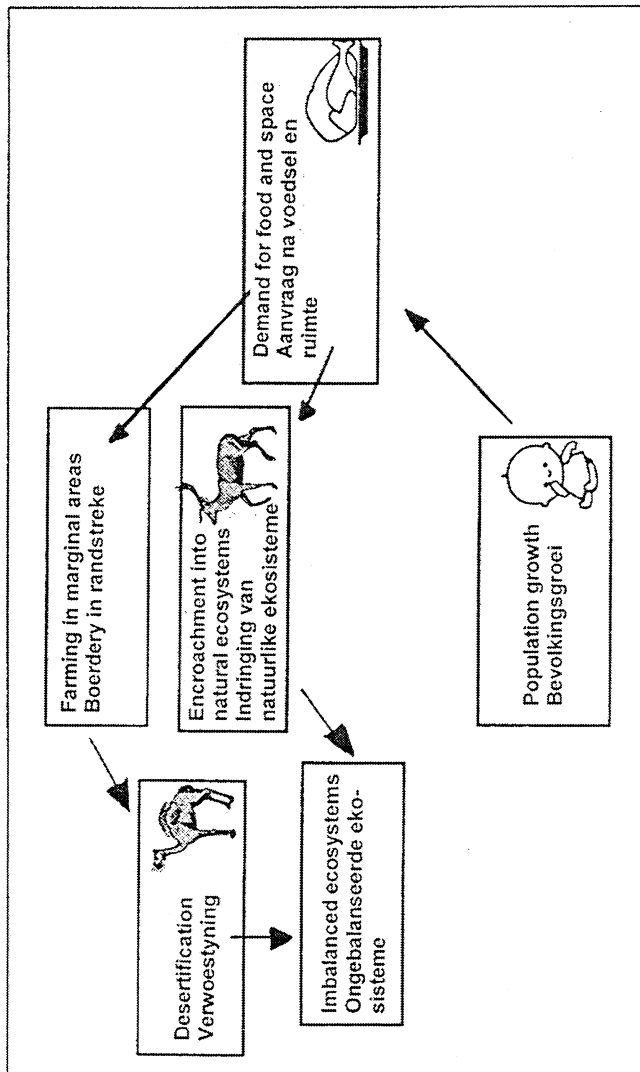 Farming in marginal areas
Boerdery in randstreke
Desertification
Verwoestyning
Encroachment into
natural ecosystems
Indringing van
natuurlike ekosisteme
Demand for food and space
Aanvraag na voedsel en
ruimte
Imbalanced ecosystems
Ongebalanseerde eko-
sisteme
Population growth
Bevolkingsgroei